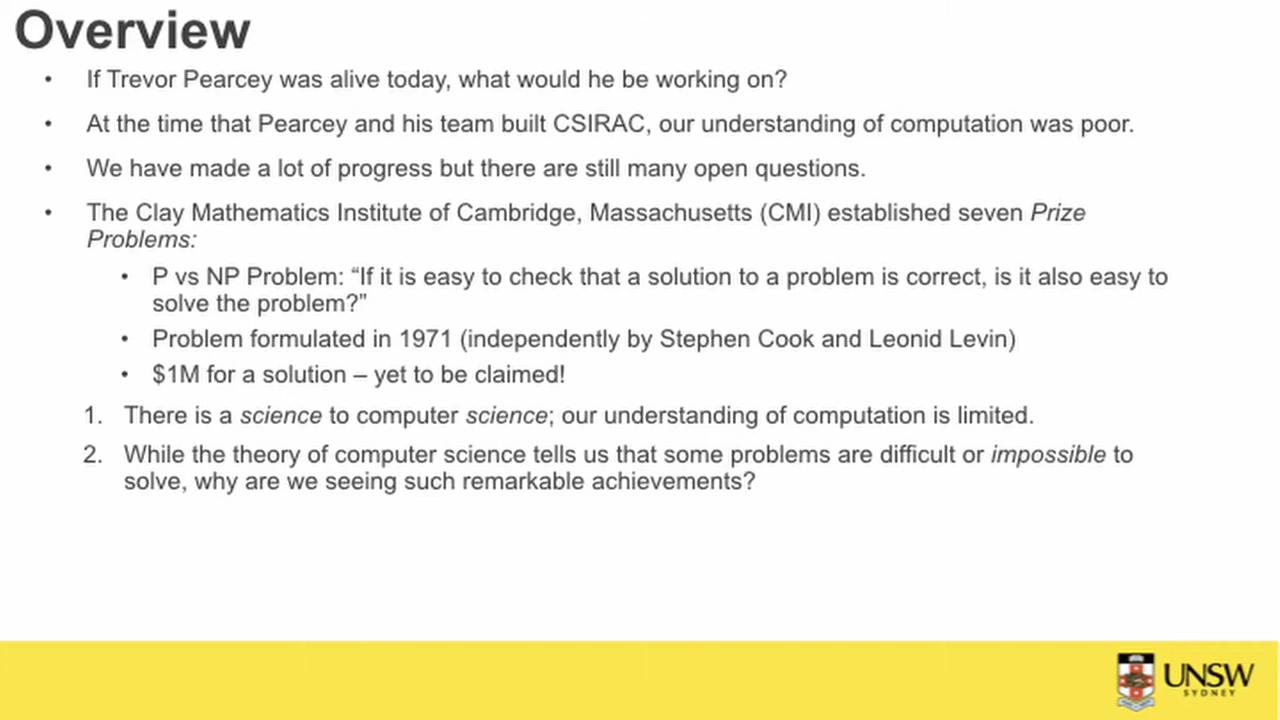 Overview
• If Trevor Pearcey was alive today, what would he be working on?
• At the time that Pearcey and his team built CSIRAC, our understanding of computation was poor.
• We have made a lot of progress but there are still many open questions.
• The Clay Mathematics Institute of Cambridge, Massachusetts (CMI) established seven Prize
Problems:
• P vs NP Problem: “If it is easy to check that a solution to a problem is correct, is it also easy to
solve the problem?”
• Problem formulated in 1971 (independently by Stephen Cook and Leonid Levin)
• $1M for a solution – yet to be claimed!
1. There is a science to computer science; our understanding of computation is limited.
2. While the theory of computer science tells us that some problems are difficult or impossible to
solve, why are we seeing such remarkable achievements?
UNSW
SYDNEY